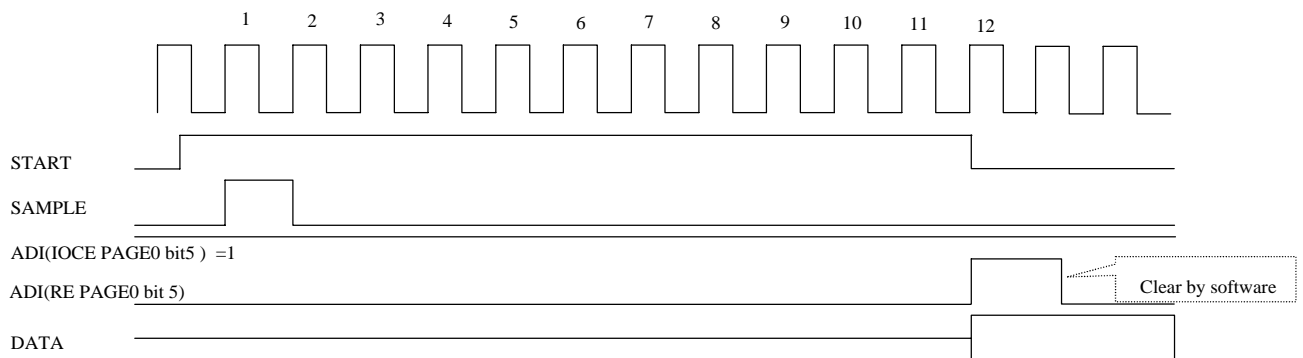 1 2 3 4 5 6 7 8 9 10 11 12
START
SAMPLE
ADI(IOCE PAGE0 bit5 ) =1
ADI(RE PAGE0 bit 5)
Clear by software
DATA